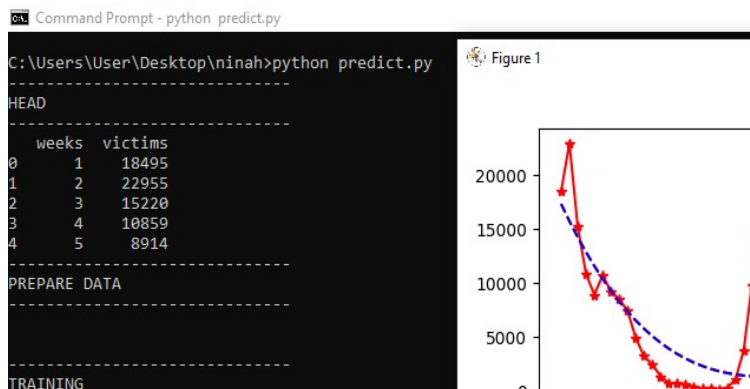 Command Prompt - python predict.py
C:\Users\User\Desktop\ninah>python predict.py
------------------------------
HEAD
------------------------------
weeks victims
0 1 18495
1 2 22955
2 3 15220
3 4 10859
4 5 8914
------------------------------
PREPARE DATA
------------------------------
------------------------------
TRAINING
Figure 1
20000
15000
10000
5000
0